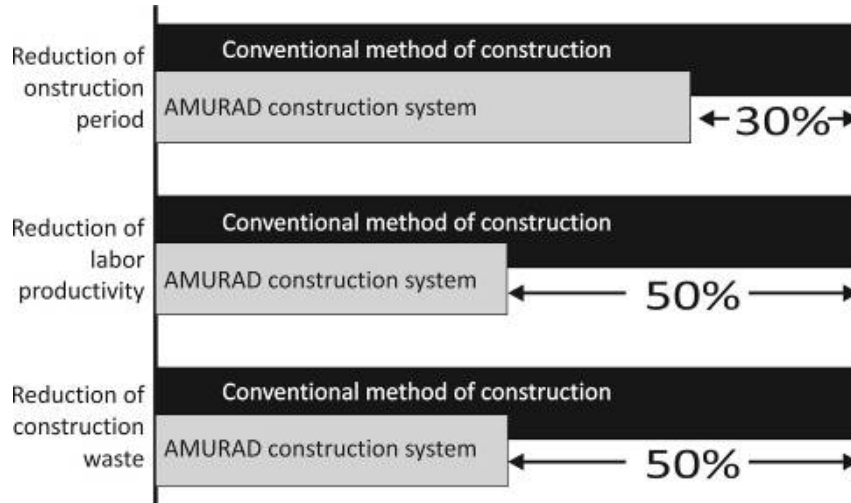 Reduction of
onstruction
period
Conventional method of construction
AMURAD construction system
30%
Reduction of
labor
productivity
Conventional method of construction
AMURAD construction system
50%
Reduction of
construction
waste
Conventional method of construction
AMURAD construction system
50%